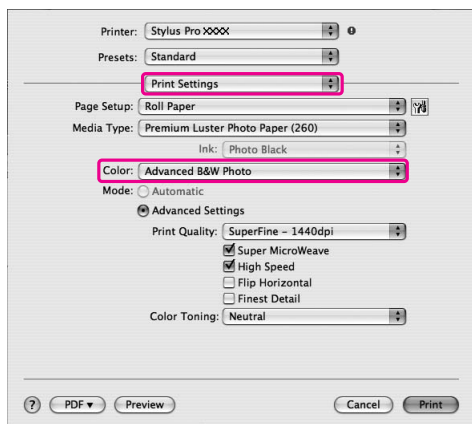 Printer: Stylus Pro XXXX
Presets: Standard
Print Settings
Page Setup: Roll Paper
Media Type: Premium Luster Photo Paper (260)
Ink: Photo Black
Color: Advanced B&W Photo
Mode: Automatic
Advanced Settings
Print Quality: SuperFine - 1440dpi
Super MicroWeave
High Speed
Flip Horizontal
Finest Detail
Color Toning: Neutral
? PDF Preview Cancel Print